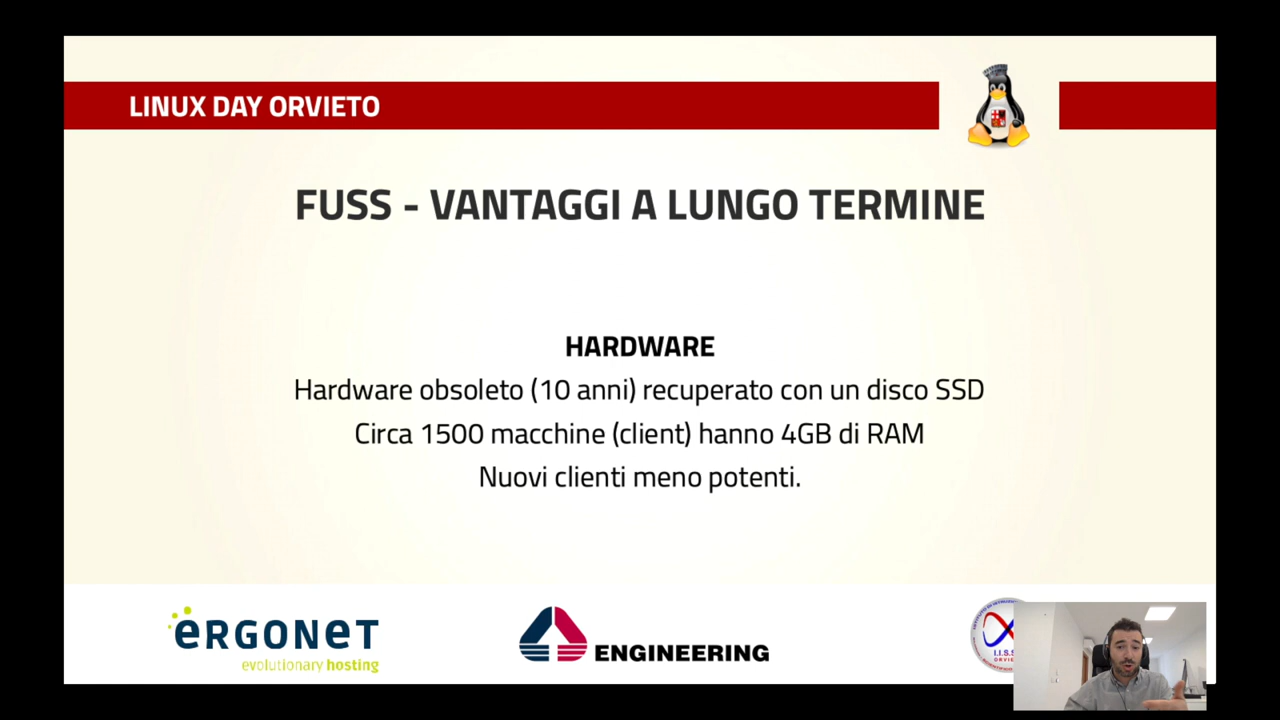 LINUX DAY ORVIETO
FUSS - VANTAGGI A LUNGO TERMINE
HARDWARE
Hardware obsoleto (10 anni) recuperato con un disco SSD
Circa 1500 macchine (client) hanno 4GB di RAM
Nuovi clienti meno potenti.
eRGONeT
evolutionary hosting
ENGINEERING